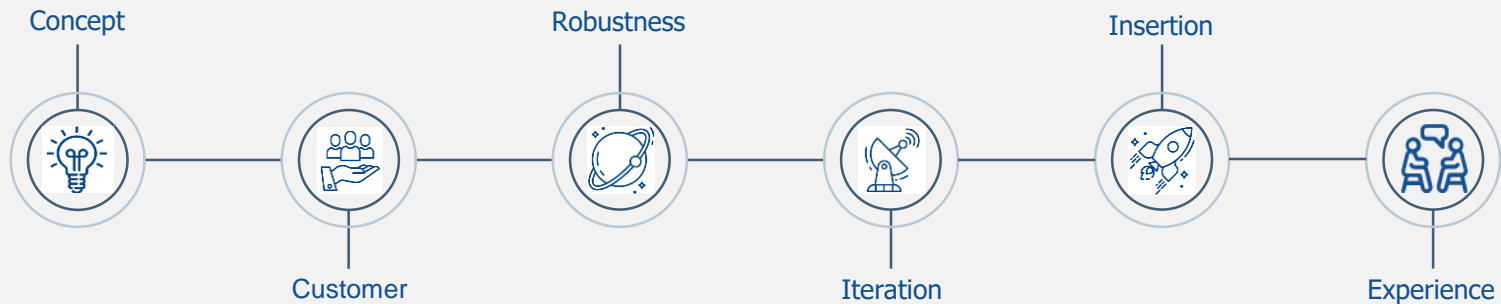 Concept
Customer
Robustness
Iteration
Insertion
Experience